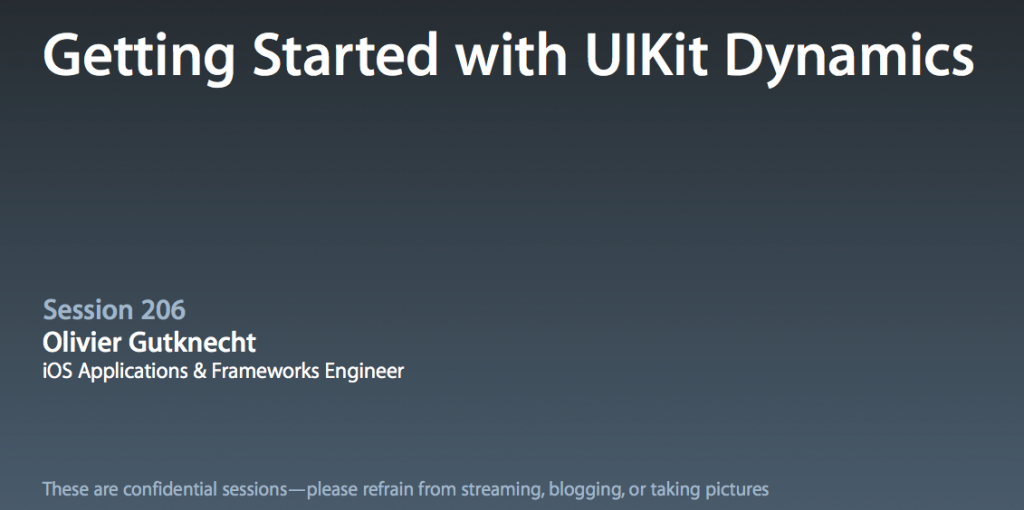 Getting Started with UIKit Dynamics
Session 206
Olivier Gutknecht
iOS Applications & Frameworks Engineer
These are confidential sessions—please refrain from streaming, blogging, or taking pictures